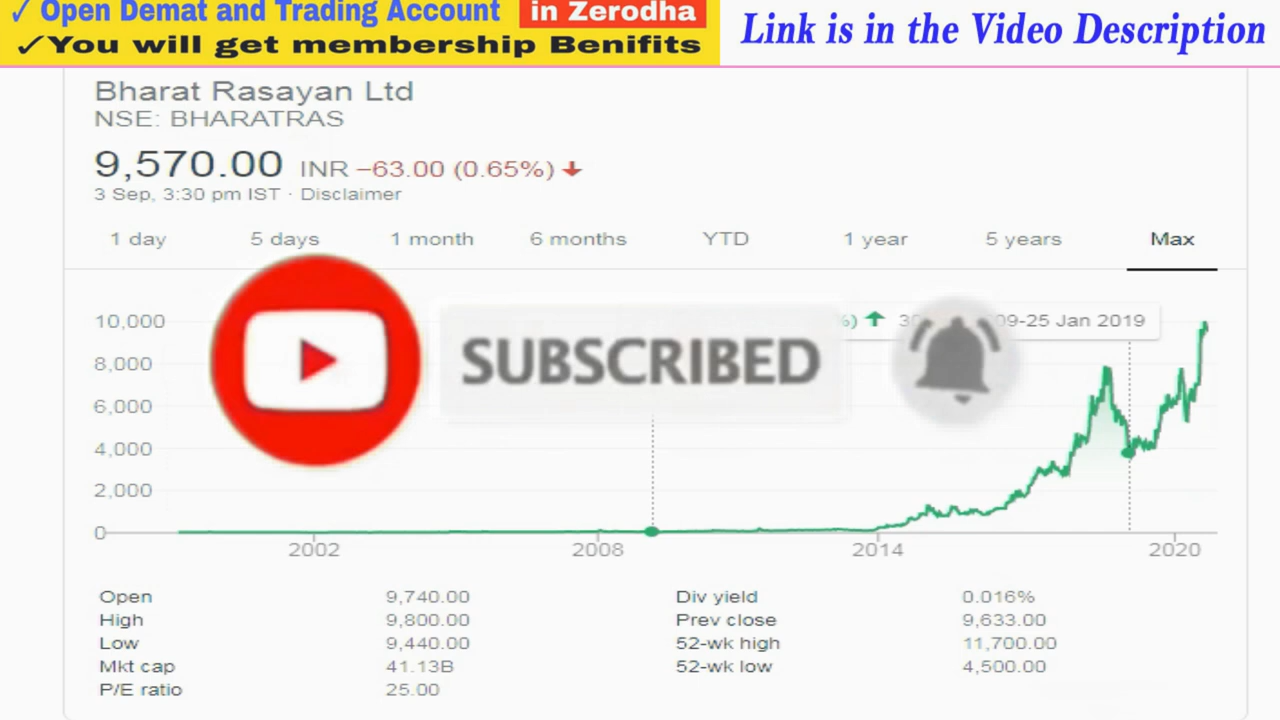 ✓ Open Demat and Trading Account in Zerodha
✓You will get membership Benifits
Link is in the Video Description
Bharat Rasayan Ltd
NSE: BHARATRAS
9,570.00 INR −63.00 (0.65%)
3 Sep, 3:30 pm IST · Disclaimer
1 day 5 days 1 month 6 months YTD 1 year 5 years Max
%) 30 09-25 Jan 2019
SUBSCRIBED
10,000
8,000
6,000
4,000
2,000
0
2002 2008 2014 2020
Open 9,740.00 Div yield 0.016%
High 9,800.00 Prev close 9,633.00
Low 9,440.00 52-wk high 11,700.00
Mkt cap 41.13B 52-wk low 4,500.00
P/E ratio 25.00